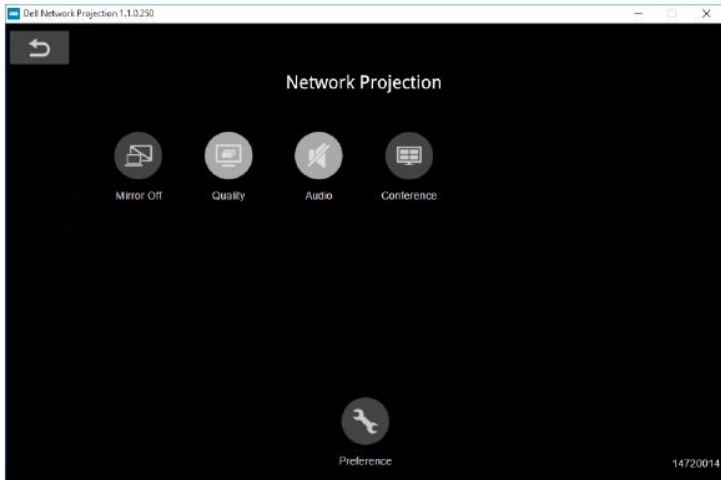 Dell Network Projection 1.1.0.250
Network Projection
Mirror Off Quality Audio Conference
Preference
14720014